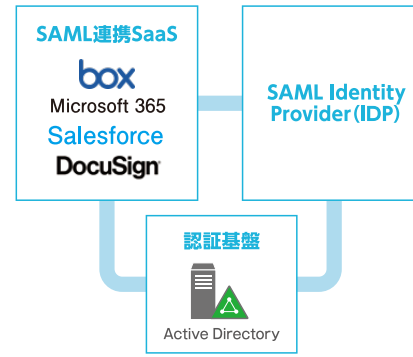 SAML連携SaaS
box
Microsoft 365
Salesforce
DocuSign
SAML Identity
Provider(IDP)
認証基盤
Active Directory